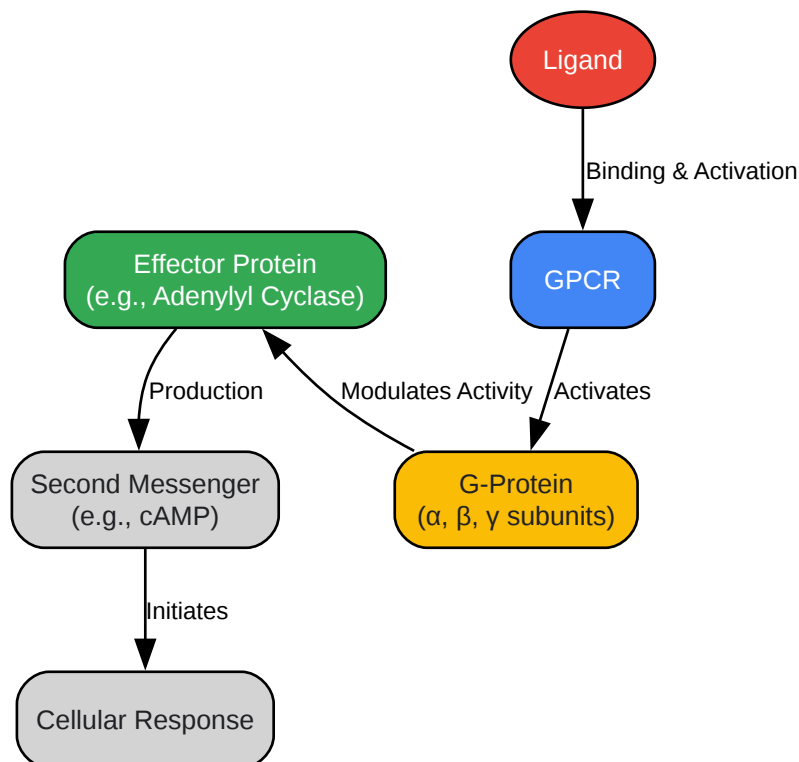 Ligand
Binding & Activation
Effector Protein
(e.g., Adenylyl Cyclase)
GPCR
Production
Modulates Activity
Activates
Second Messenger
(e.g., cAMP)
G-Protein
(α, β, γ subunits)
Initiates
Cellular Response